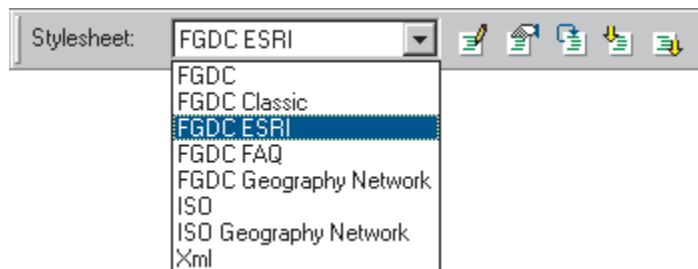 Stylesheet: FGDC ESRI
FGDC
FGDC Classic
FGDC ESRI
FGDC FAQ
FGDC Geography Network
ISO
ISO Geography Network
Xml